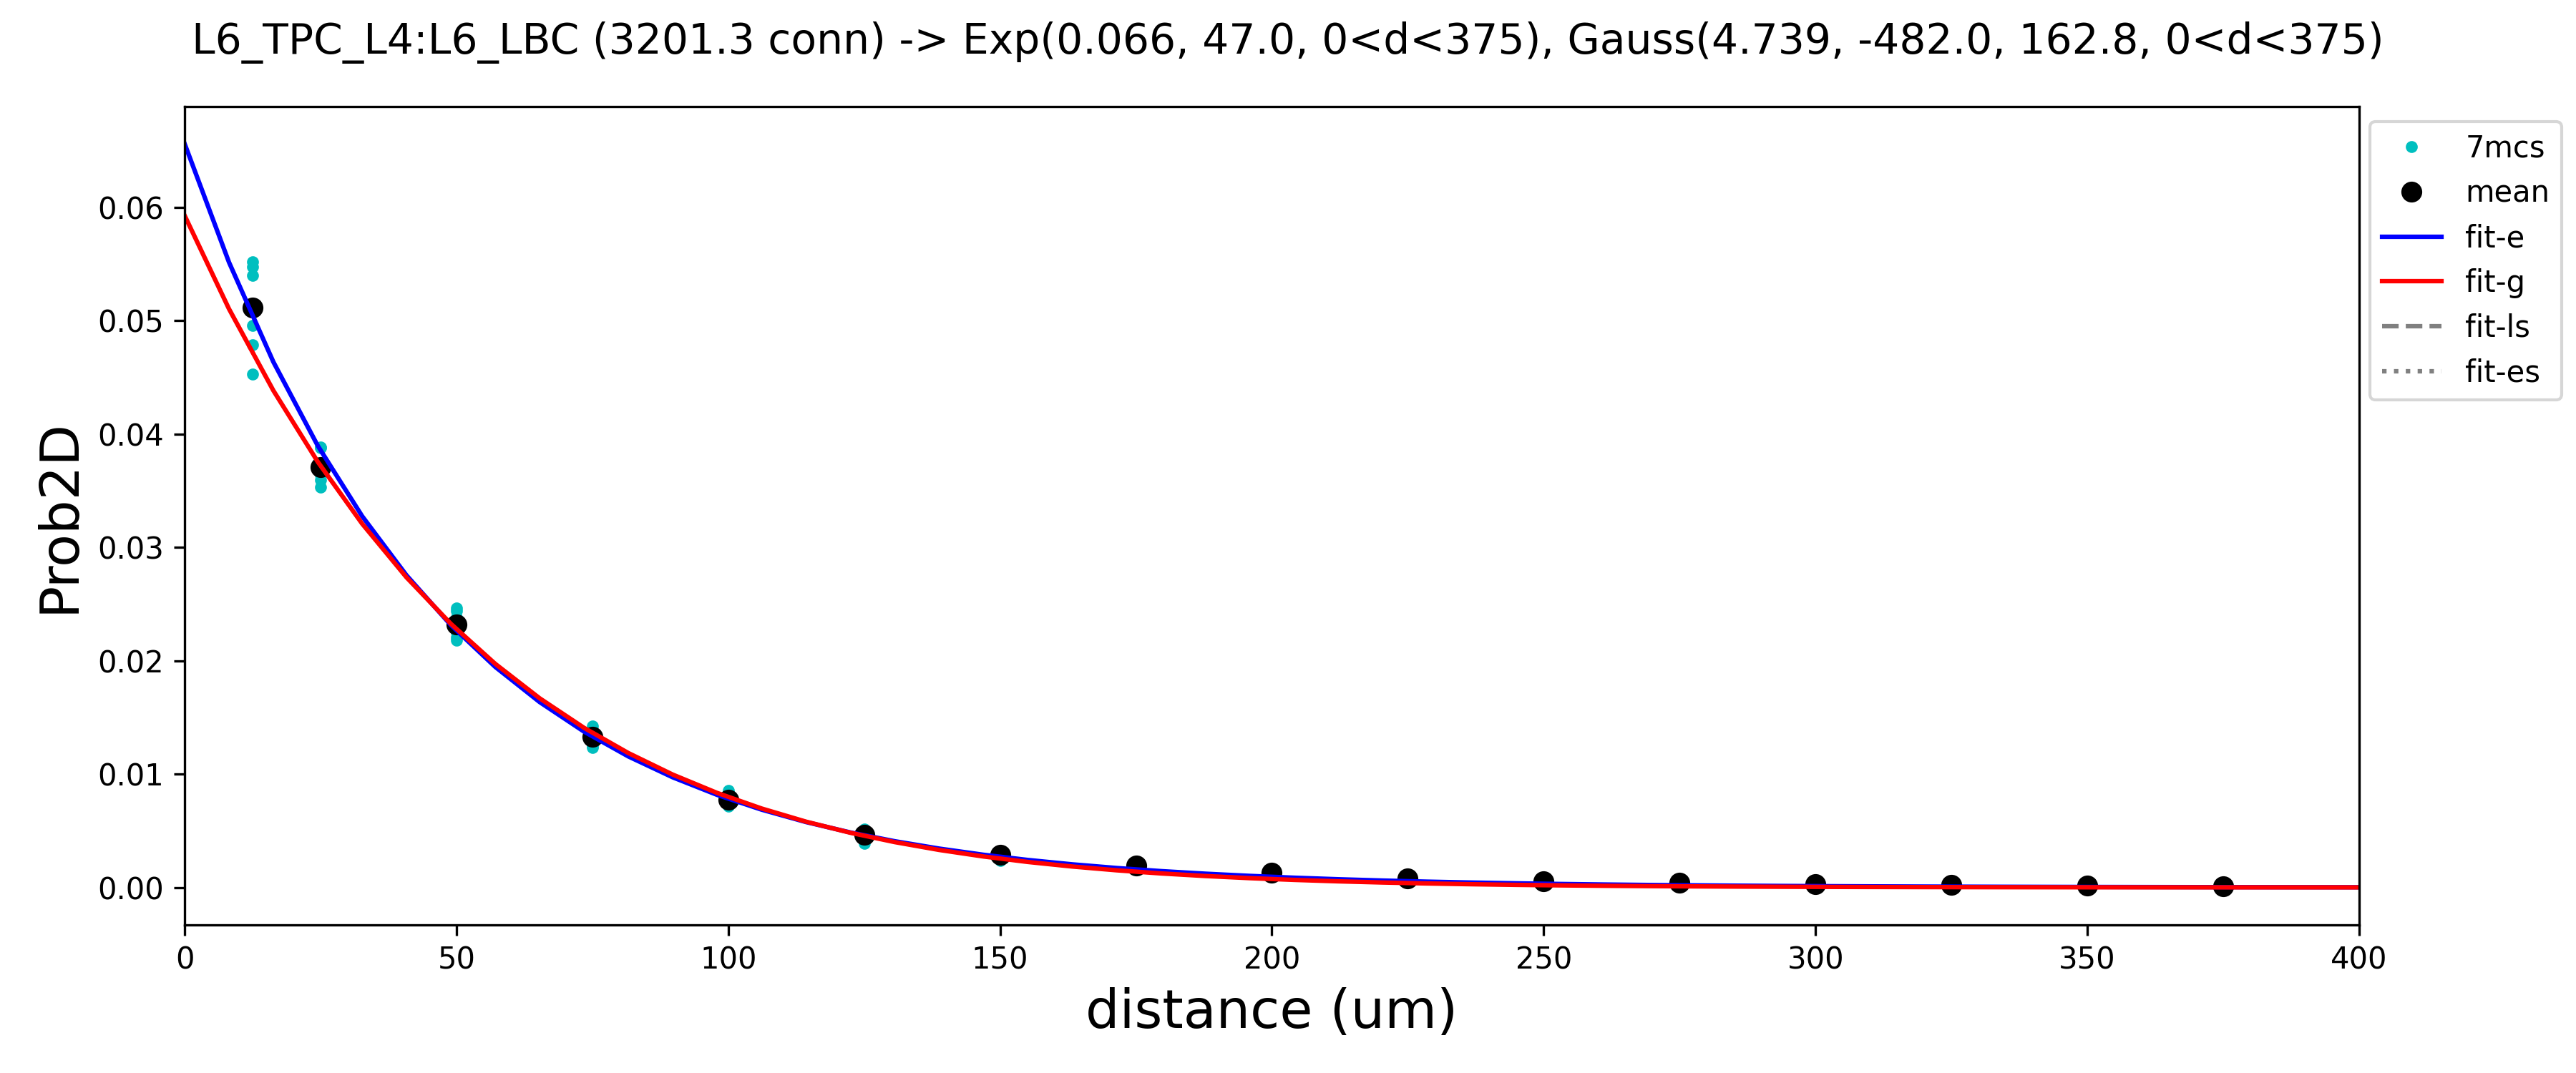 L6_TPC_L4:L6_LBC (3201.3 conn) -> Exp(0.066, 47.0, 0<d<375), Gauss(4.739, -482.0, 162.8, 0<d<375)
7mcs
mean
fit-e
fit-g
fit-ls
fit-es
Prob2D
0.06
0.05
0.04
0.03
0.02
0.01
0.00
0 50 100 150 200 250 300 350 400
distance (um)